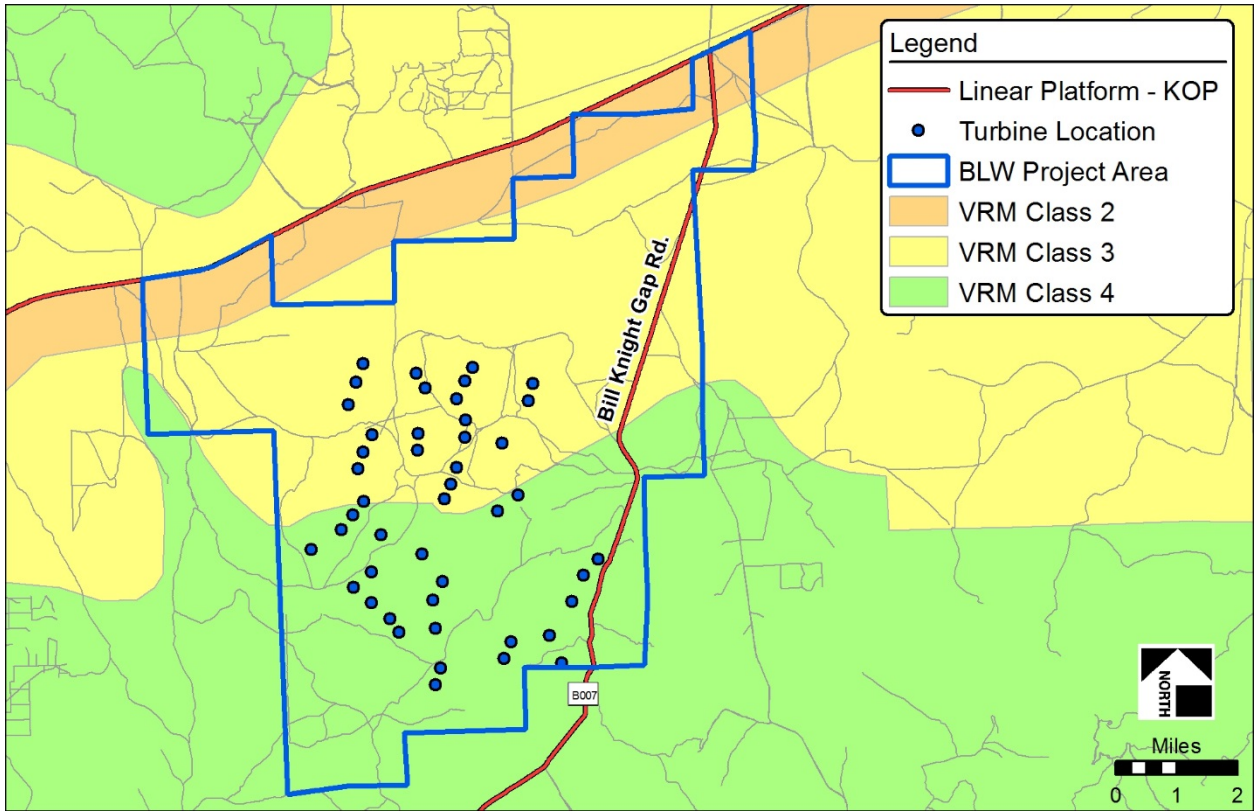 Legend
Linear Platform - KOP
Turbine Location
BLW Project Area
VRM Class 2
VRM Class 3
VRM Class 4
Bill Knight Gap Rd.
B007
NORTH
Miles
0 1 2